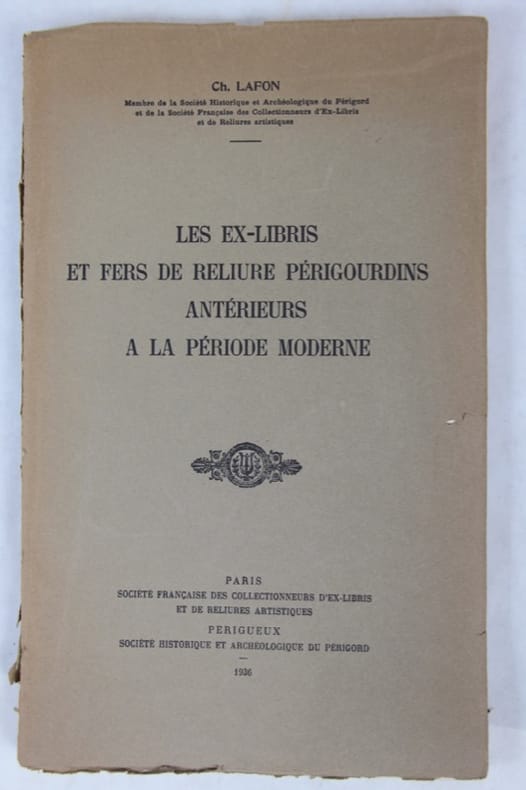 Ch. LAFON
Membre de la Société Historique et Archéologique du Périgord
et de la Société Française des Collectionneurs d'Ex-Libris
et de Reliures artistiques
LES EX-LIBRIS
ET FERS DE RELIURE PÉRIGOURDINS
ANTÉRIEURS
A LA PÉRIODE MODERNE
PARIS
SOCIÉTÉ FRANÇAISE DES COLLECTIONNEURS D'EX-LIBRIS
ET DE RELIURES ARTISTIQUES
PÉRIGUEUX
SOCIÉTÉ HISTORIQUE ET ARCHÉOLOGIQUE DU PÉRIGORD
1936